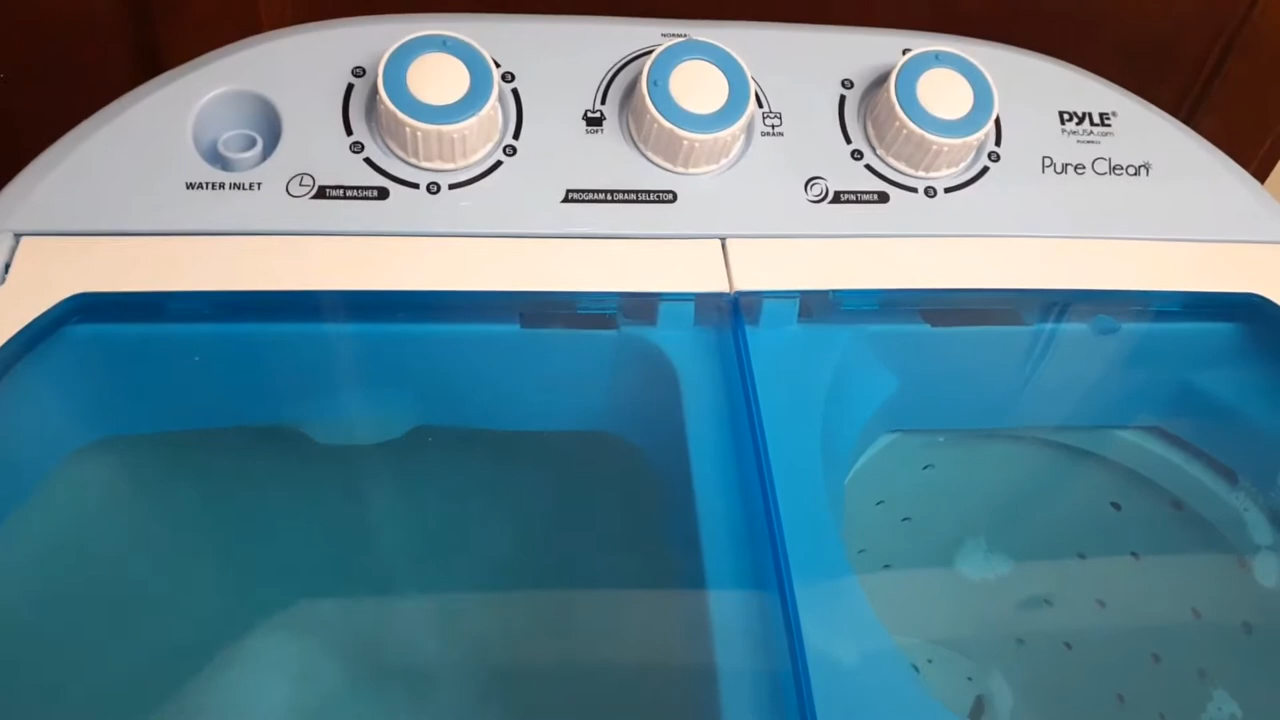 NORMAL
15
3
12
6
9
SOFT
DRAIN
5
4
2
3
PYLE®
PyleUSA.com
Pure Clean
WATER INLET
TIME WASHER
PROGRAM & DRAIN SELECTOR
SPIN TIMER